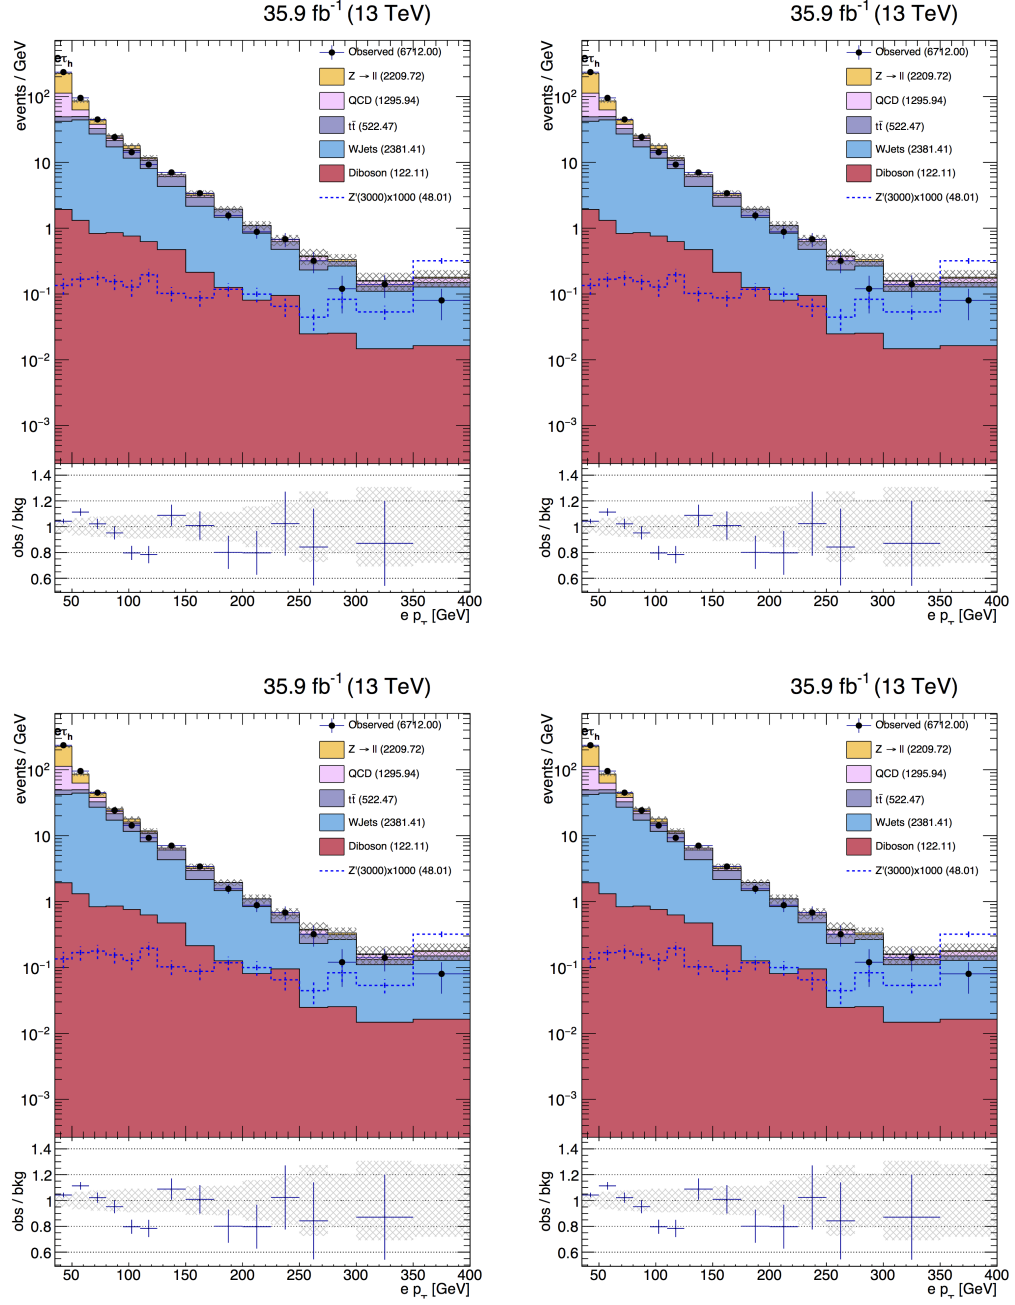 35.9 fb-1 (13 TeV)
events / GeV
eτh
Observed (6712.00)
Z → ll (2209.72)
QCD (1295.94)
tt̄ (522.47)
WJets (2381.41)
Diboson (122.11)
Z'(3000)x1000 (48.01)
10²
10
1
10⁻¹
10⁻²
10⁻³
obs / bkg
1.4
1.2
1
0.8
0.6
50 100 150 200 250 300 350 400
e pT [GeV]
35.9 fb-1 (13 TeV)
events / GeV
eτh
Observed (6712.00)
Z → ll (2209.72)
QCD (1295.94)
tt̄ (522.47)
WJets (2381.41)
Diboson (122.11)
Z'(3000)x1000 (48.01)
10²
10
1
10⁻¹
10⁻²
10⁻³
obs / bkg
1.4
1.2
1
0.8
0.6
50 100 150 200 250 300 350 400
e pT [GeV]
35.9 fb-1 (13 TeV)
events / GeV
eτh
Observed (6712.00)
Z → ll (2209.72)
QCD (1295.94)
tt̄ (522.47)
WJets (2381.41)
Diboson (122.11)
Z'(3000)x1000 (48.01)
10²
10
1
10⁻¹
10⁻²
10⁻³
obs / bkg
1.4
1.2
1
0.8
0.6
50 100 150 200 250 300 350 400
e pT [GeV]
35.9 fb-1 (13 TeV)
events / GeV
eτh
Observed (6712.00)
Z → ll (2209.72)
QCD (1295.94)
tt̄ (522.47)
WJets (2381.41)
Diboson (122.11)
Z'(3000)x1000 (48.01)
10²
10
1
10⁻¹
10⁻²
10⁻³
obs / bkg
1.4
1.2
1
0.8
0.6
50 100 150 200 250 300 350 400
e pT [GeV]